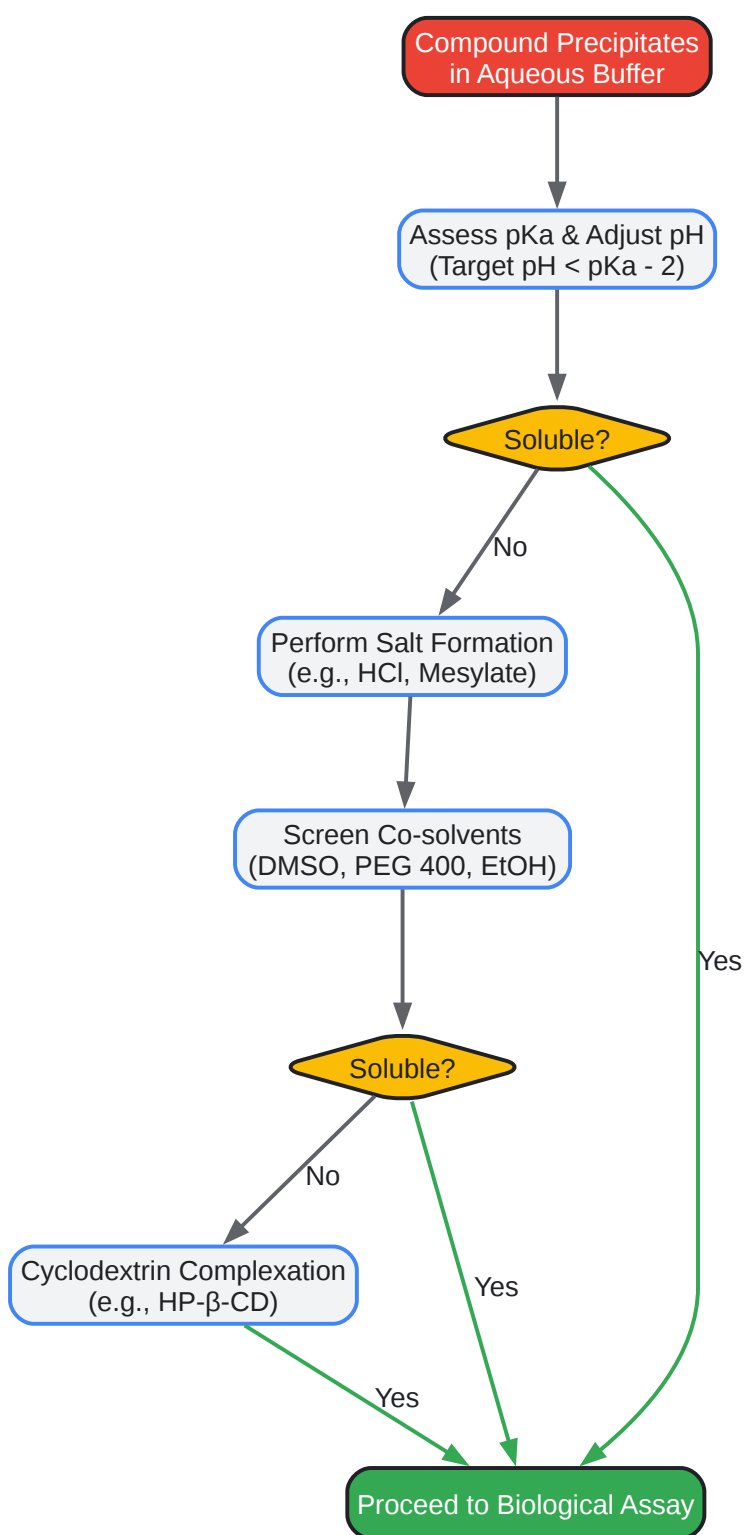 Compound Precipitates
in Aqueous Buffer
Assess pKa & Adjust pH
(Target pH < pKa - 2)
Soluble?
No
Perform Salt Formation
(e.g., HCl, Mesylate)
Screen Co-solvents
(DMSO, PEG 400, EtOH)
Yes
Soluble?
No
Cyclodextrin Complexation
(e.g., HP-β-CD)
Yes
Yes
Proceed to Biological Assay